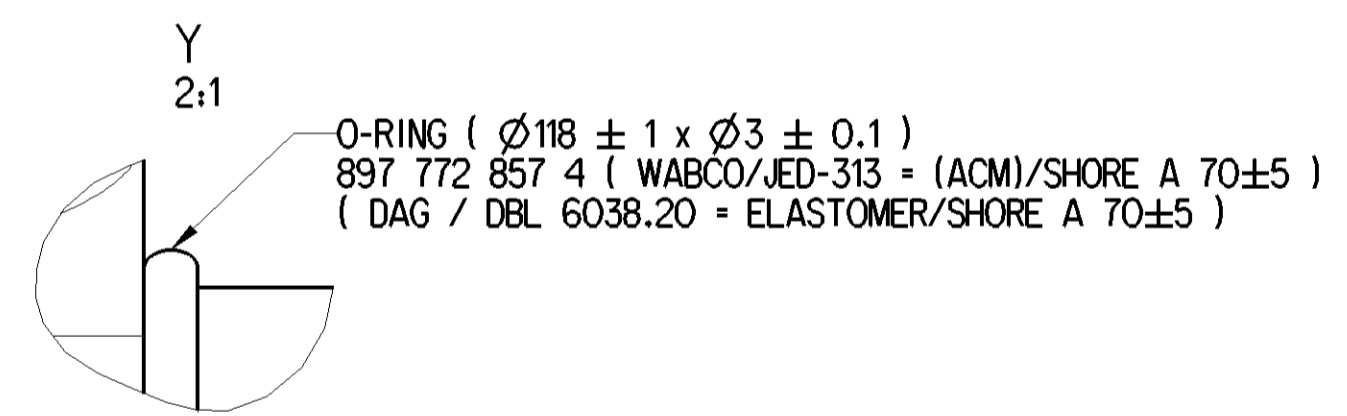 Y
2:1
O-RING ( Ø118 ± 1 x Ø3 ± 0.1 )
897 772 857 4 ( WABCO/JED-313 = (ACM)/SHORE A 70±5 )
( DAG / DBL 6038.20 = ELASTOMER/SHORE A 70±5 )